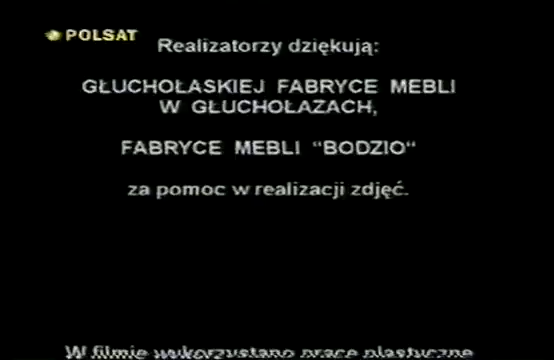 POLSAT
Realizatorzy dziękują:
GŁUCHOŁASKIEJ FABRYCE MEBLI
W GŁUCHOŁAZACH,
FABRYCE MEBLI “BODZIO“
za pomoc w realizacji zdjęć.
W filmie wykorzystano prace plastyczne